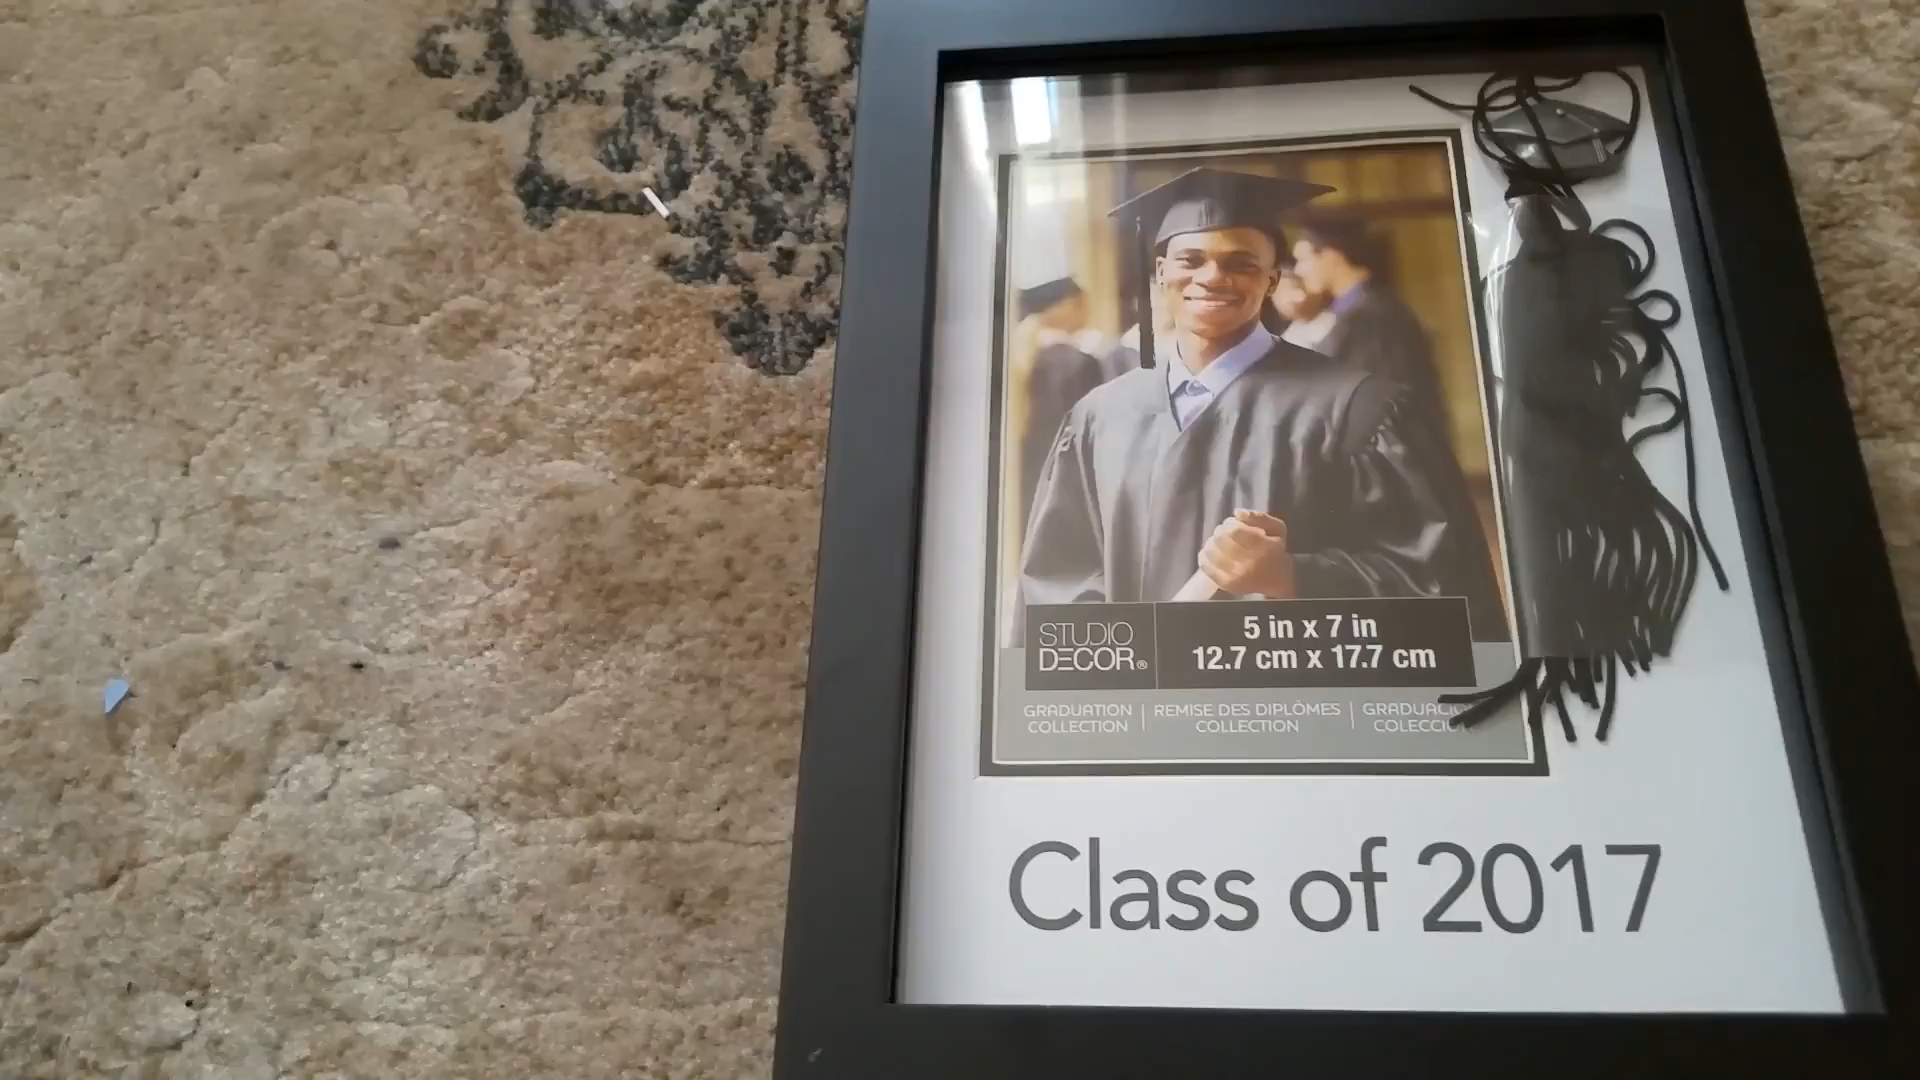 STUDIO
DECOR®
5 in x 7 in
12.7 cm x 17.7 cm
GRADUATION
COLLECTION
REMISE DES DIPLÔMES
COLLECTION
Class of 2017